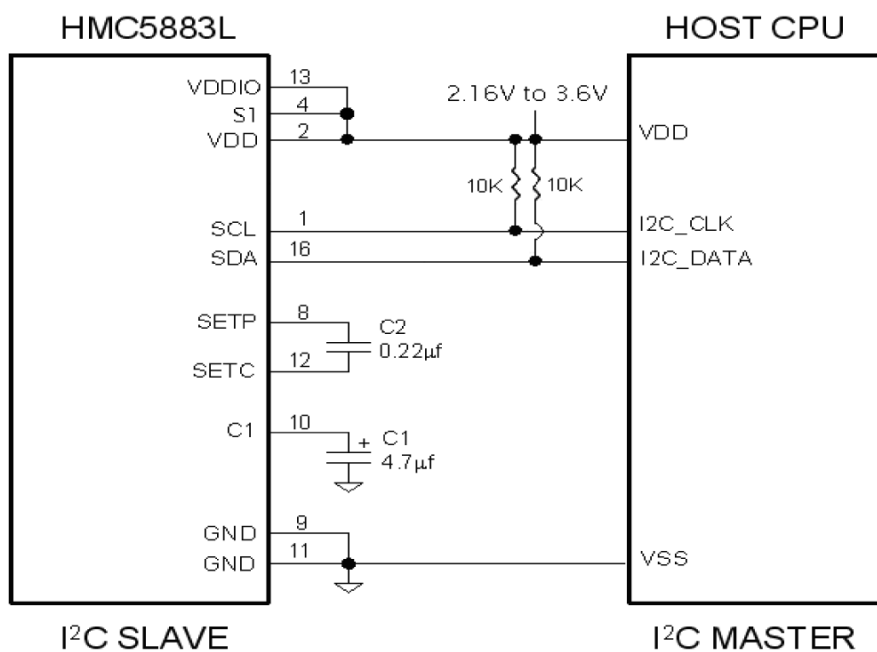 HMC5883L
HOST CPU
VDDIO
13
S1
4
VDD
2
2.16V to 3.6V
VDD
10K
10K
SCL
1
I2C_CLK
SDA
16
I2C_DATA
SETP
8
C2
0.22µf
SETC
12
C1
10
+
C1
4.7µf
GND
9
GND
11
VSS
I²C SLAVE
I²C MASTER